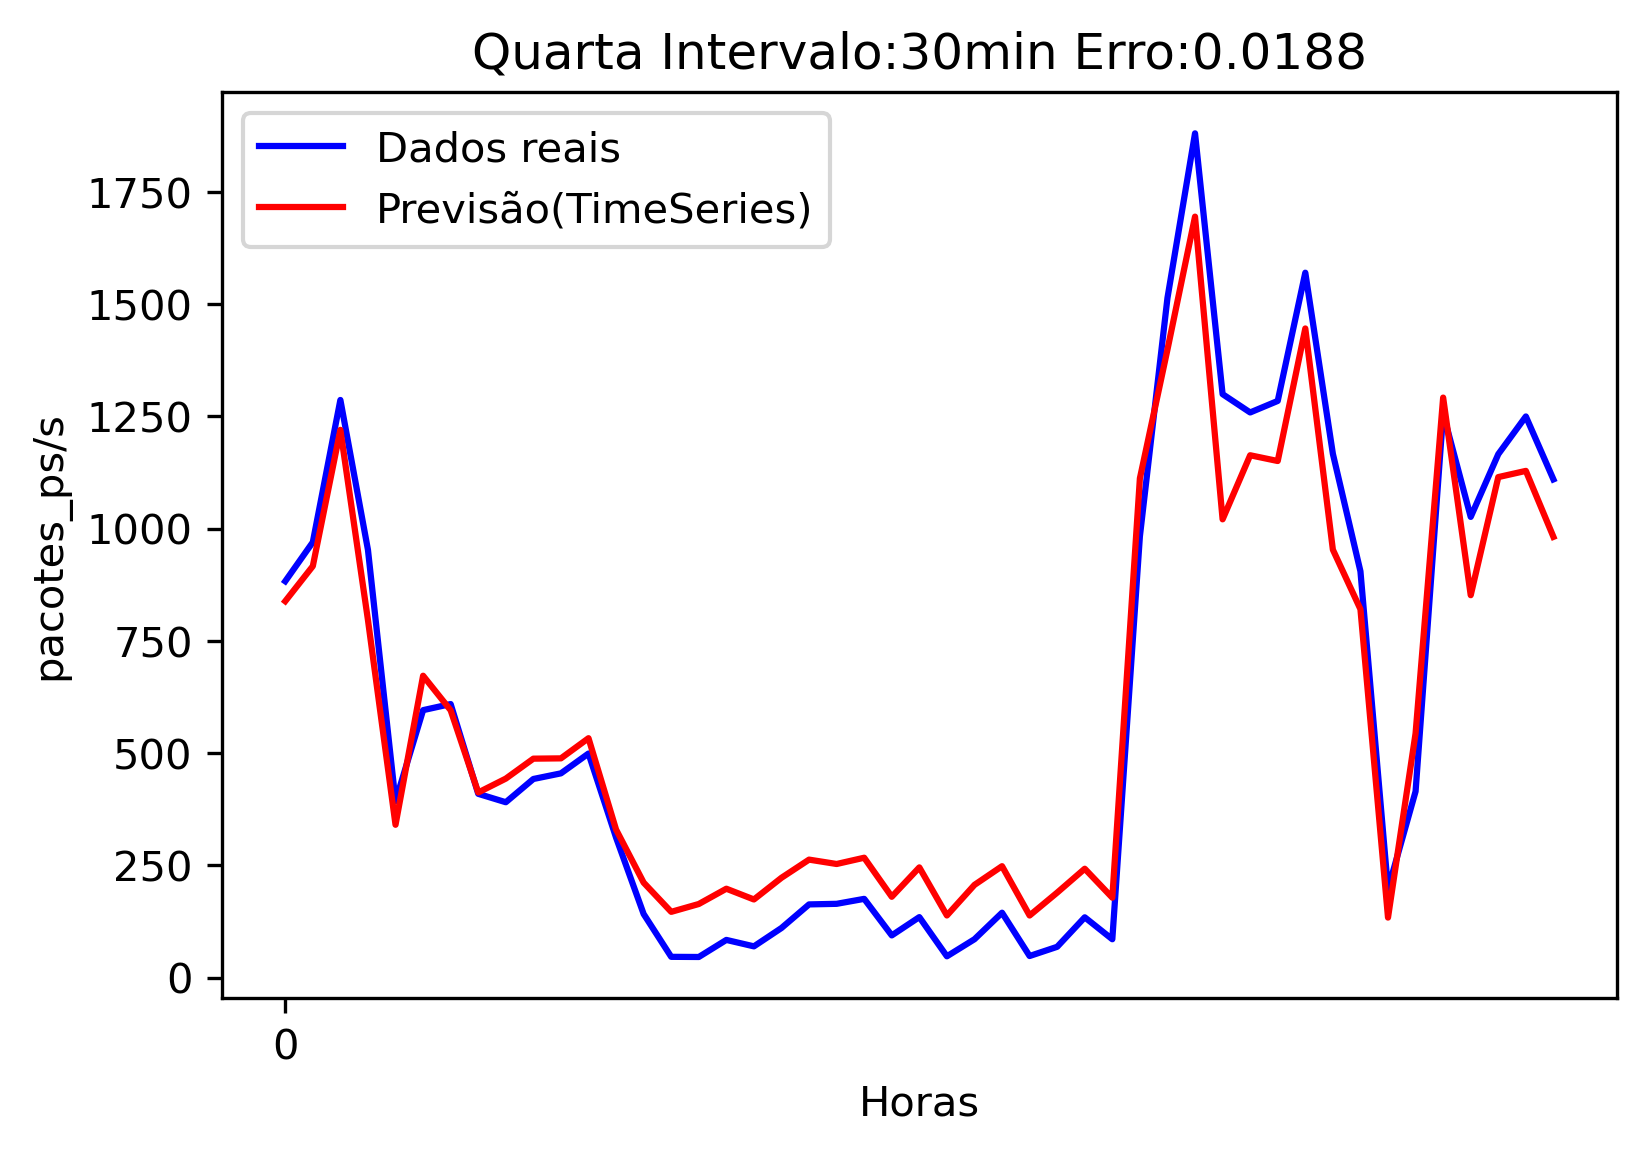 Quarta Intervalo:30min Erro:0.0188
Dados reais
Previsão(TimeSeries)
1750
1500
1250
1000
750
500
250
0
pacotes_ps/s
0
Horas